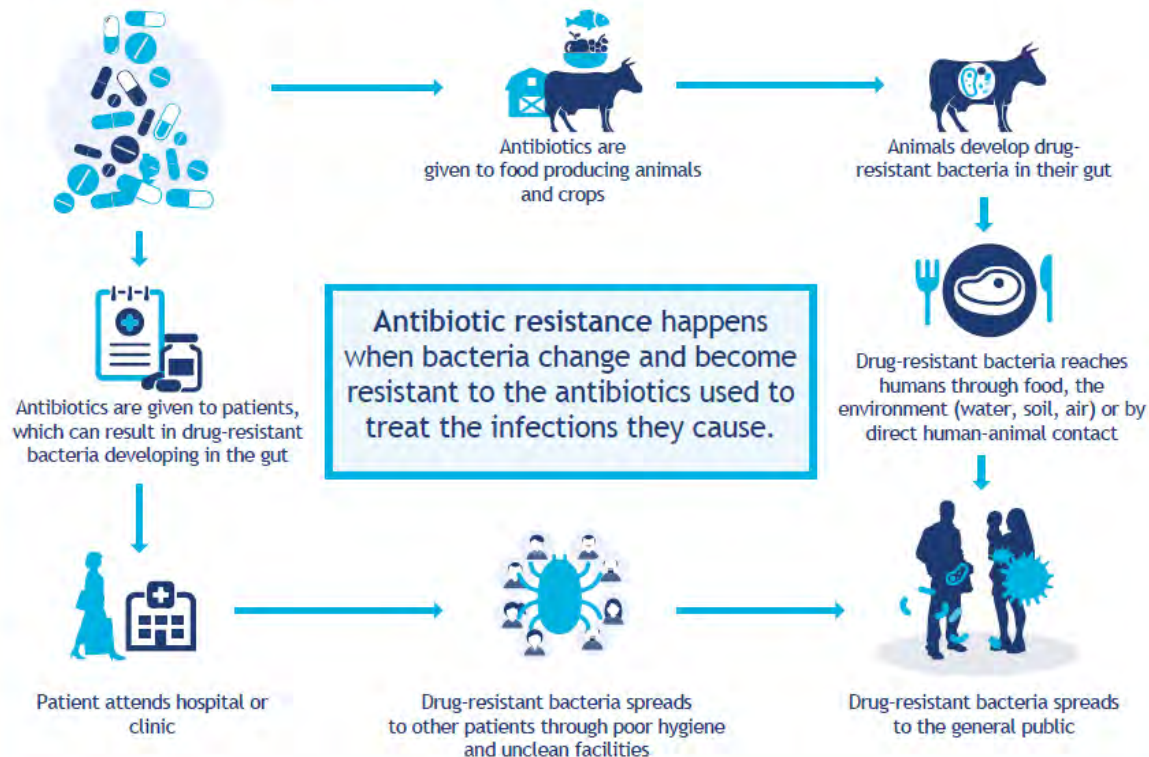 Antibiotics are
given to food producing animals
and crops
Animals develop drug-
resistant bacteria in their gut
Antibiotic resistance happens
when bacteria change and become
resistant to the antibiotics used to
treat the infections they cause.
Antibiotics are given to patients,
which can result in drug-resistant
bacteria developing in the gut
Drug-resistant bacteria reaches
humans through food, the
environment (water, soil, air) or by
direct human-animal contact
Patient attends hospital or
clinic
Drug-resistant bacteria spreads
to other patients through poor hygiene
and unclean facilities
Drug-resistant bacteria spreads
to the general public